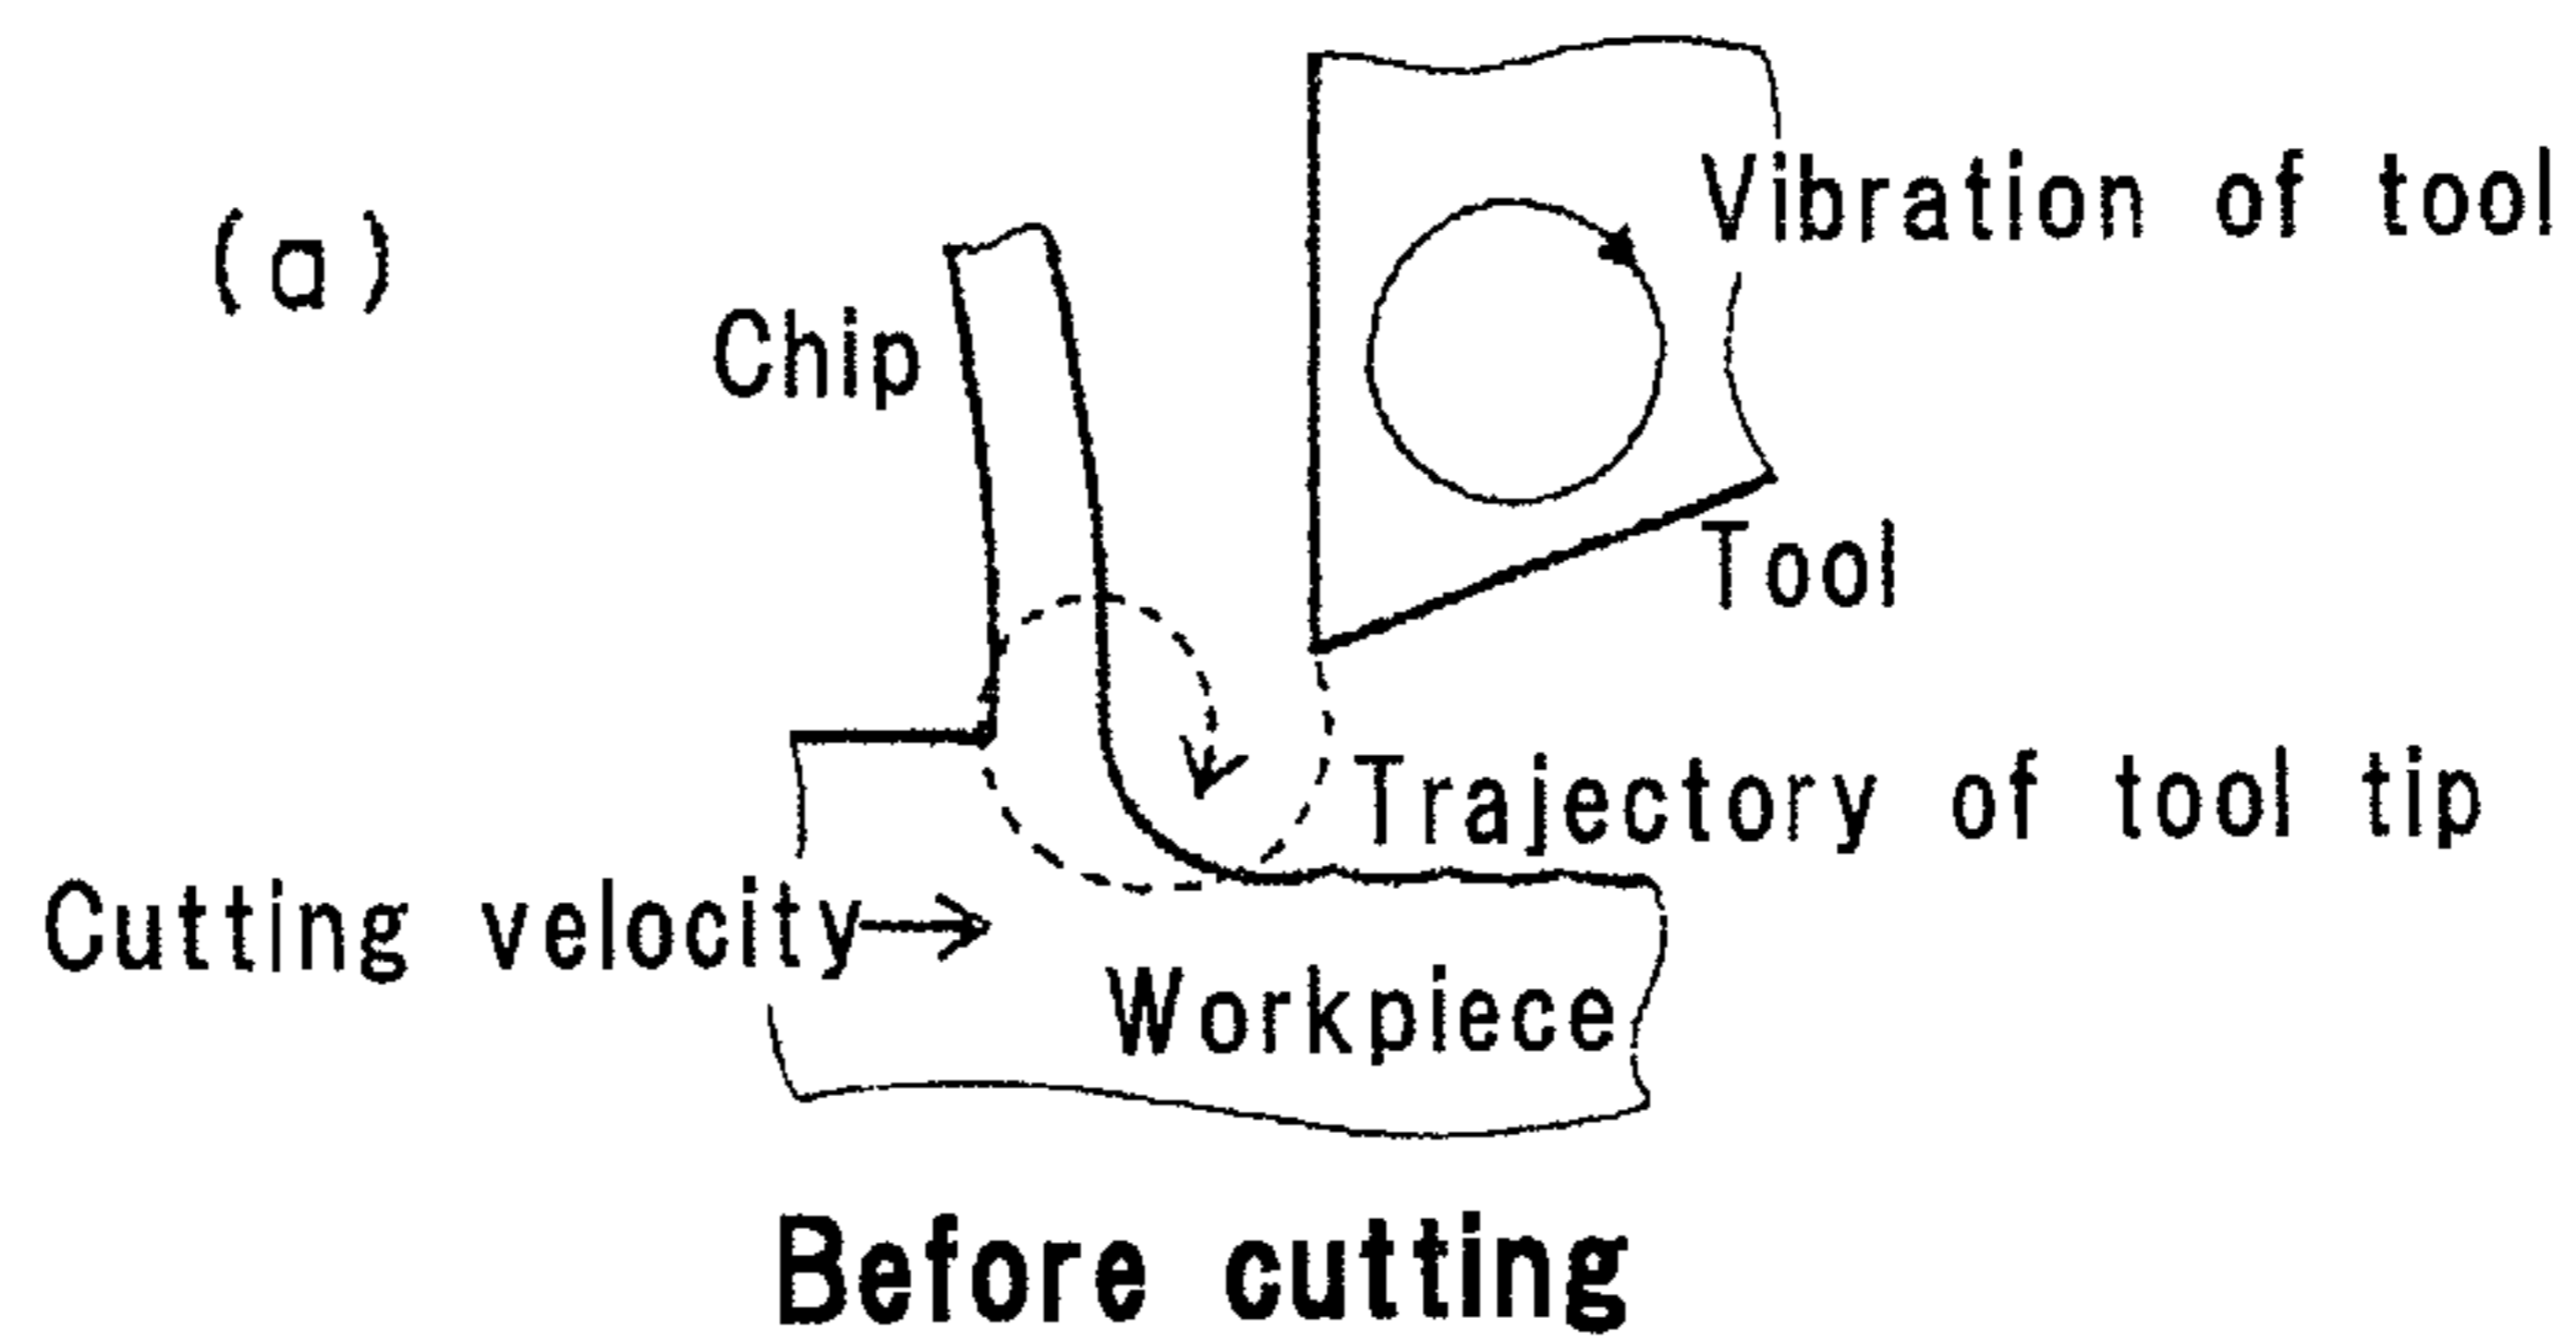 (a)
Vibration of tool
Chip
Tool
Trajectory of tool tip
Cutting velocity
Workpiece
Before cutting